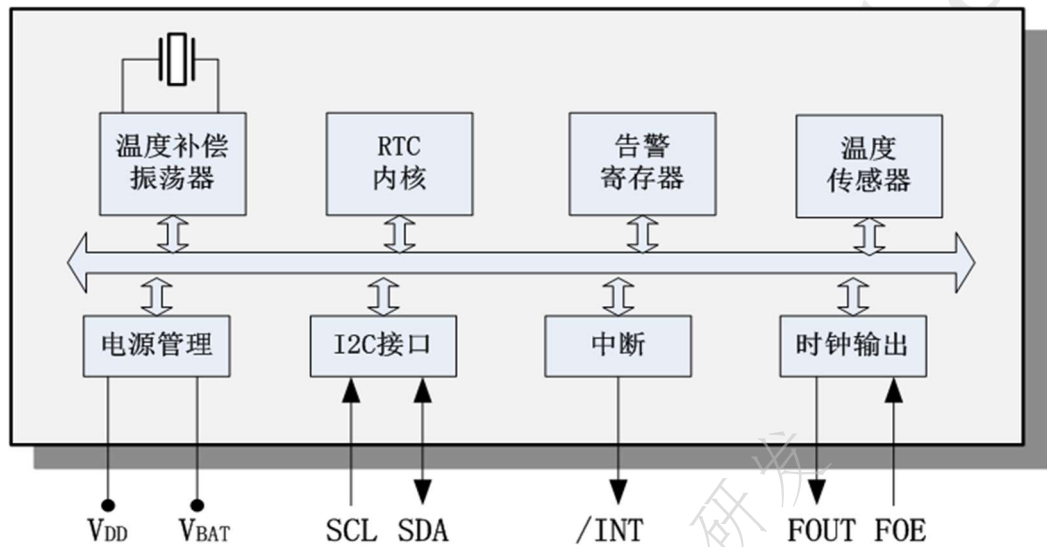 温度补偿
振荡器
RTC
内核
告警
寄存器
温度
传感器
电源管理
I2C接口
中断
时钟输出
VDD
VBAT
SCL
SDA
/INT
FOUT
FOE
研发